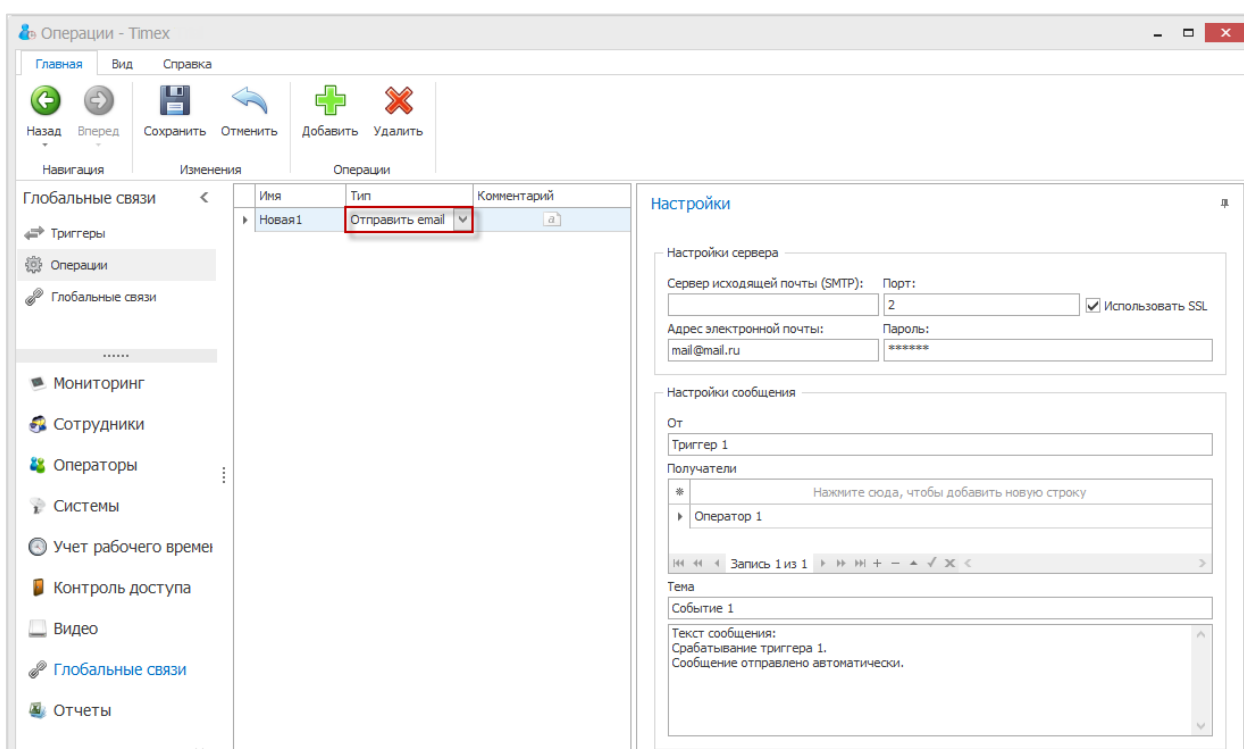 Операции - Timex
Главная Вид Справка
Назад Вперед Сохранить Отменить Добавить Удалить
Навигация Изменения Операции
Глобальные связи
Триггеры
Операции
Глобальные связи
Мониторинг
Сотрудники
Операторы
Системы
Учет рабочего времен
Контроль доступа
Видео
Глобальные связи
Отчеты
Имя Тип Комментарий
Новая1 Отправить email a
Настройки
Настройки сервера
Сервер исходящей почты (SMTP): Порт:
2 Использовать SSL
Адрес электронной почты: Пароль:
mail@mail.ru ******
Настройки сообщения
От
Триггер 1
Получатели
Нажмите сюда, чтобы добавить новую строку
Оператор 1
Запись 1 из 1
Тема
Событие 1
Текст сообщения:
Срабатывание триггера 1.
Сообщение отправлено автоматически.